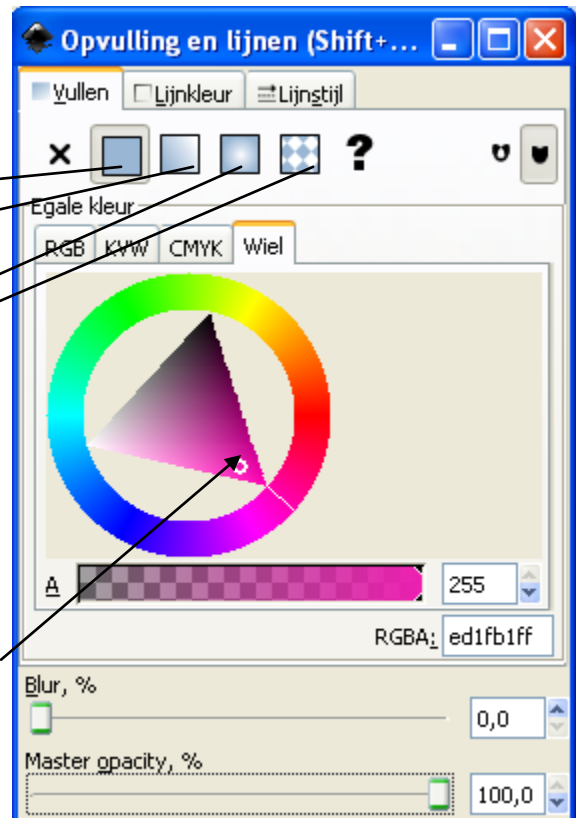 Opvulling en lijnen (Shift+...
Vullen Lijnkleur Lijnstijl
?
Egale kleur
RGB KVW CMYK Wiel
A 255
RGBA: ed1fb1ff
Blur, %
0,0
Master opacity, %
100,0